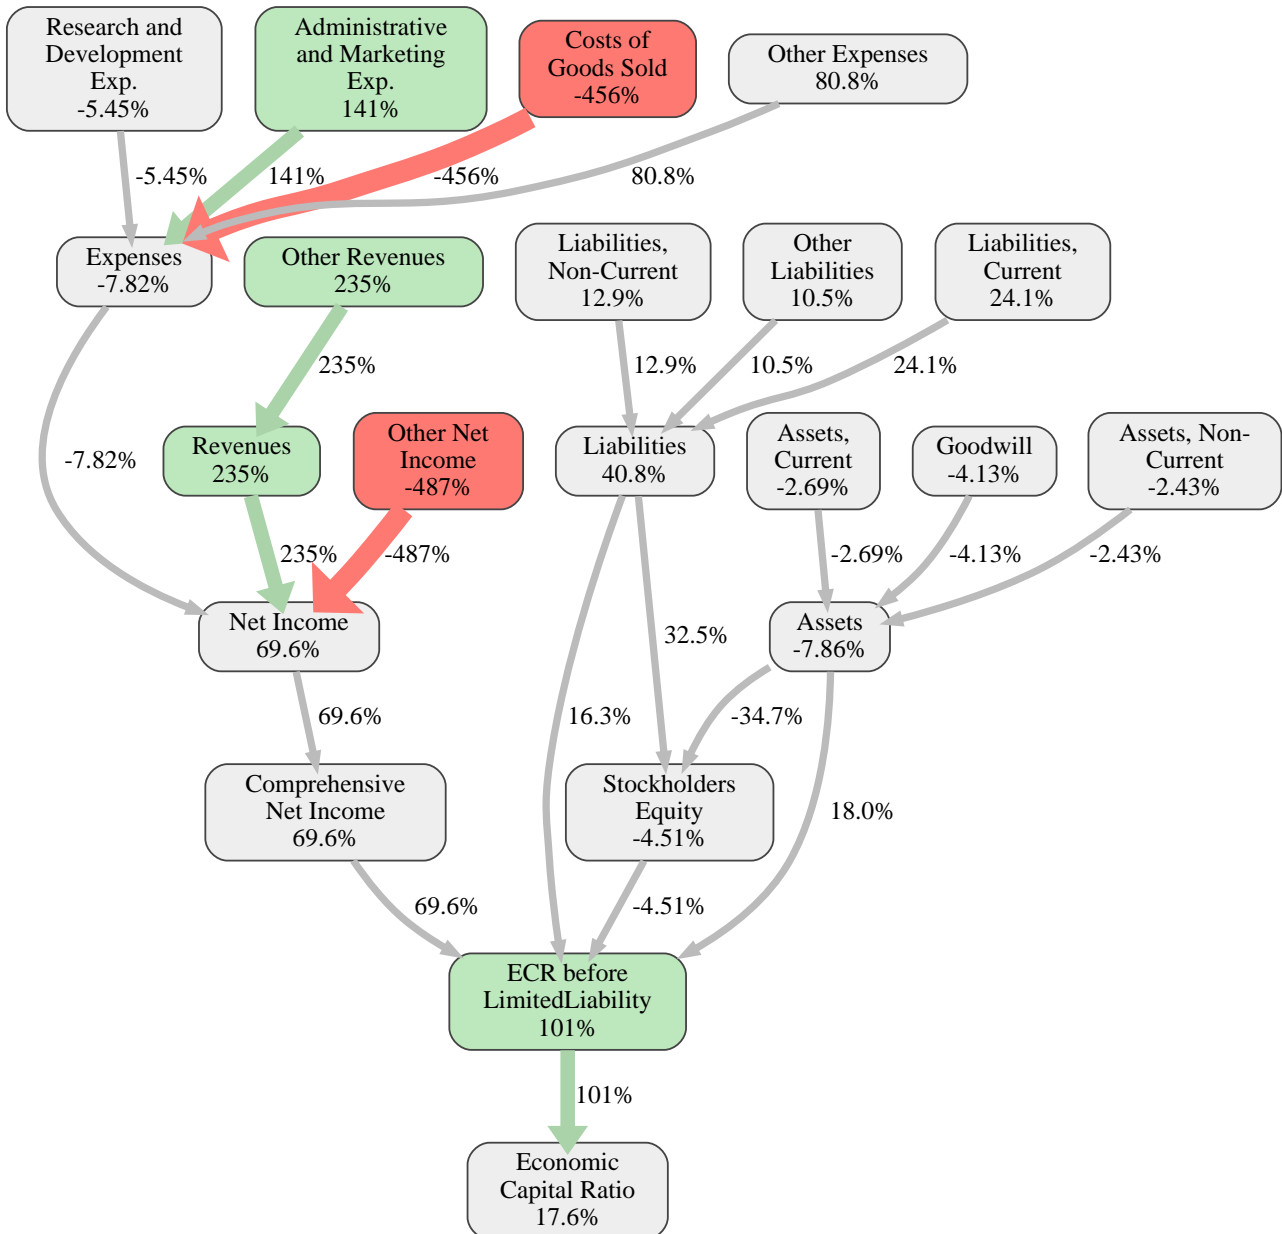 Research and
Development
Exp.
-5.45%
Administrative
and Marketing
Exp.
141%
Costs of
Goods Sold
-456%
Other Expenses
80.8%
-5.45%
141%
-456%
80.8%
Expenses
-7.82%
Other Revenues
235%
Liabilities,
Non-Current
12.9%
Other
Liabilities
10.5%
Liabilities,
Current
24.1%
235%
12.9%
10.5%
24.1%
-7.82%
Revenues
235%
Other Net
Income
-487%
Liabilities
40.8%
Assets,
Current
-2.69%
Goodwill
-4.13%
Assets, Non-
Current
-2.43%
235%
-487%
-2.69%
-4.13%
-2.43%
Net Income
69.6%
32.5%
Assets
-7.86%
69.6%
16.3%
-34.7%
Comprehensive
Net Income
69.6%
Stockholders
Equity
-4.51%
18.0%
69.6%
-4.51%
ECR before
LimitedLiability
101%
101%
Economic
Capital Ratio
17.6%